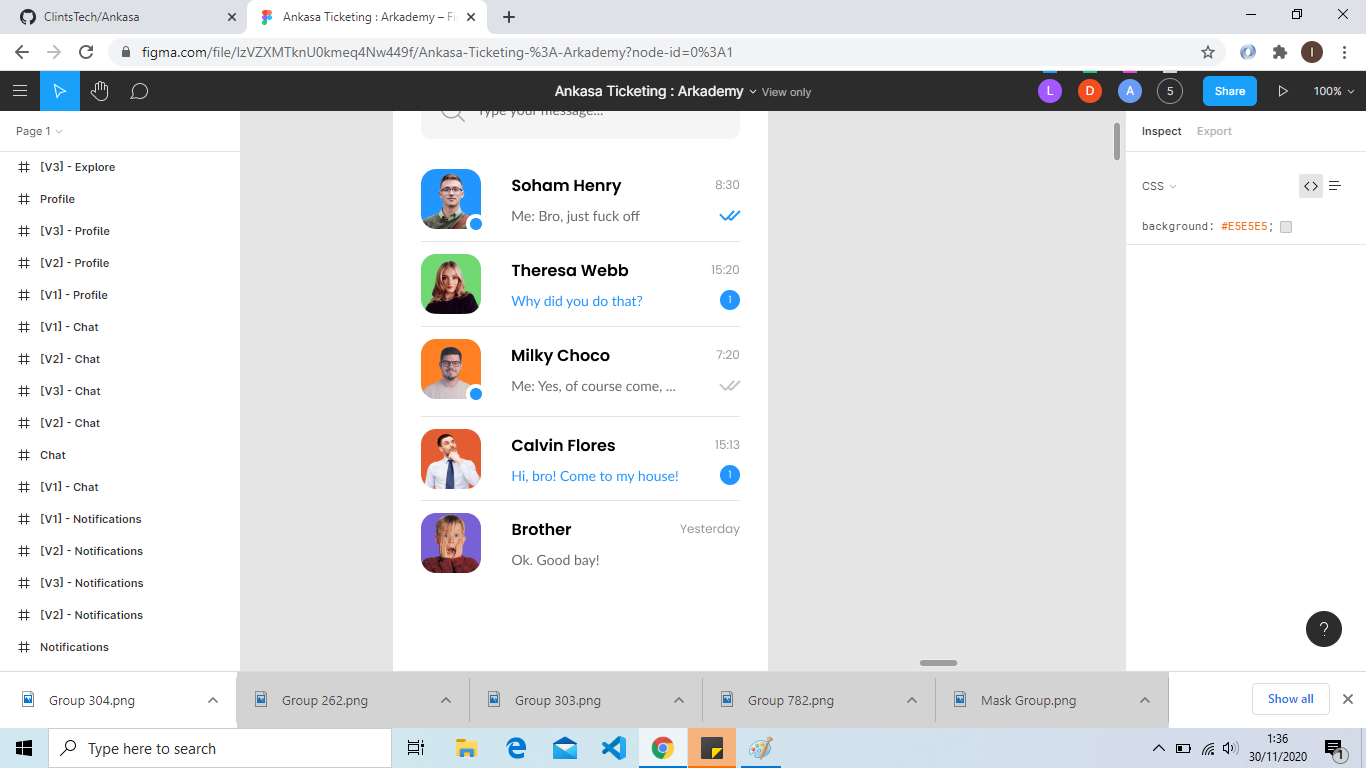 ClintsTech/Ankasa
Ankasa Ticketing : Arkademy – Fi
figma.com/file/IzVZXMTknU0kmeq4Nw449f/Ankasa-Ticketing-%3A-Arkademy?node-id=0%3A1
I
Ankasa Ticketing : Arkademy View only
L D A 5 Share 100%
Page 1
[V3] - Explore
Profile
[V3] - Profile
[V2] - Profile
[V1] - Profile
[V1] - Chat
[V2] - Chat
[V3] - Chat
[V2] - Chat
Chat
[V1] - Chat
[V1] - Notifications
[V2] - Notifications
[V3] - Notifications
[V2] - Notifications
Notifications
Type your message...
Soham Henry 8:30
Me: Bro, just fuck off
Theresa Webb 15:20
Why did you do that? 1
Milky Choco 7:20
Me: Yes, of course come, ...
Calvin Flores 15:13
Hi, bro! Come to my house! 1
Brother Yesterday
Ok. Good bay!
Inspect Export
CSS
background: #E5E5E5;
?
Group 304.png Group 262.png Group 303.png Group 782.png Mask Group.png Show all
Type here to search
1:36
30/11/2020
1